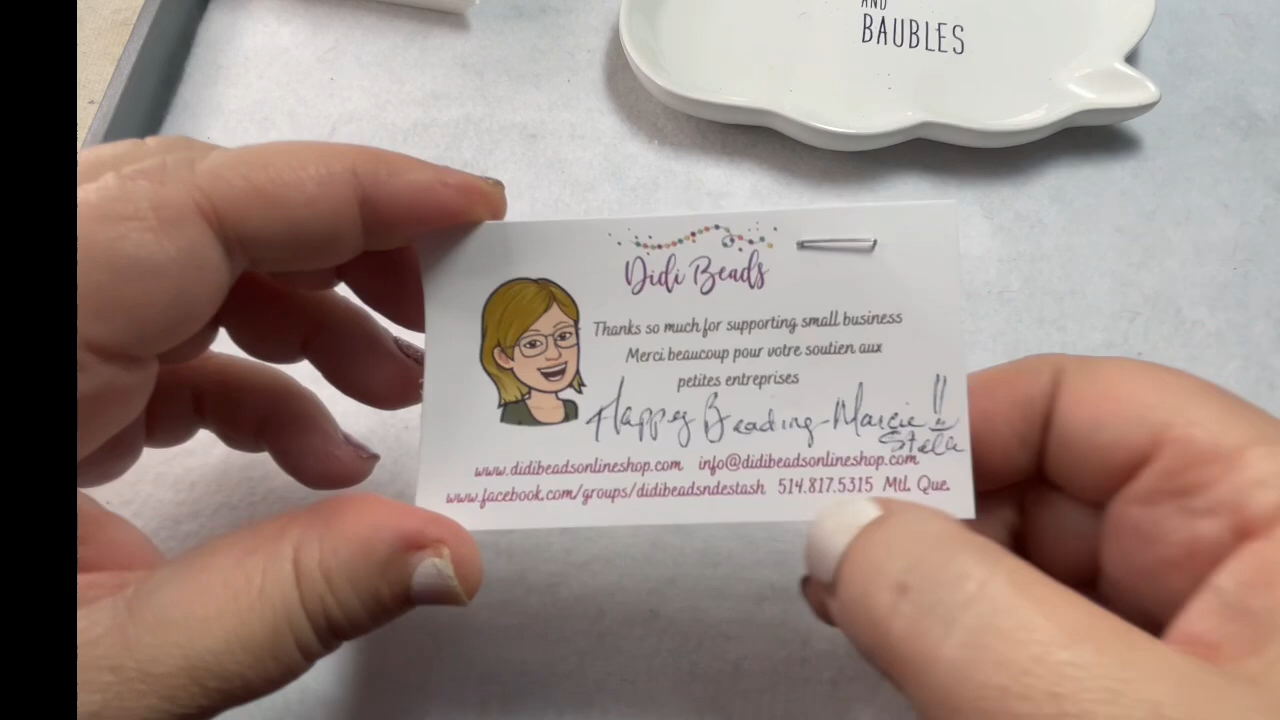 AND
BAUBLES
Didi Beads
Thanks so much for supporting small business
Merci beaucoup pour votre soutien aux
petites entreprises
Happy Beading - Marcie!!
Stella
www.didibeadsonlineshop.com info@didibeadsonlineshop.com
www.facebook.com/groups/didibeadsndestash 514.817.5315 Mtl. Que.